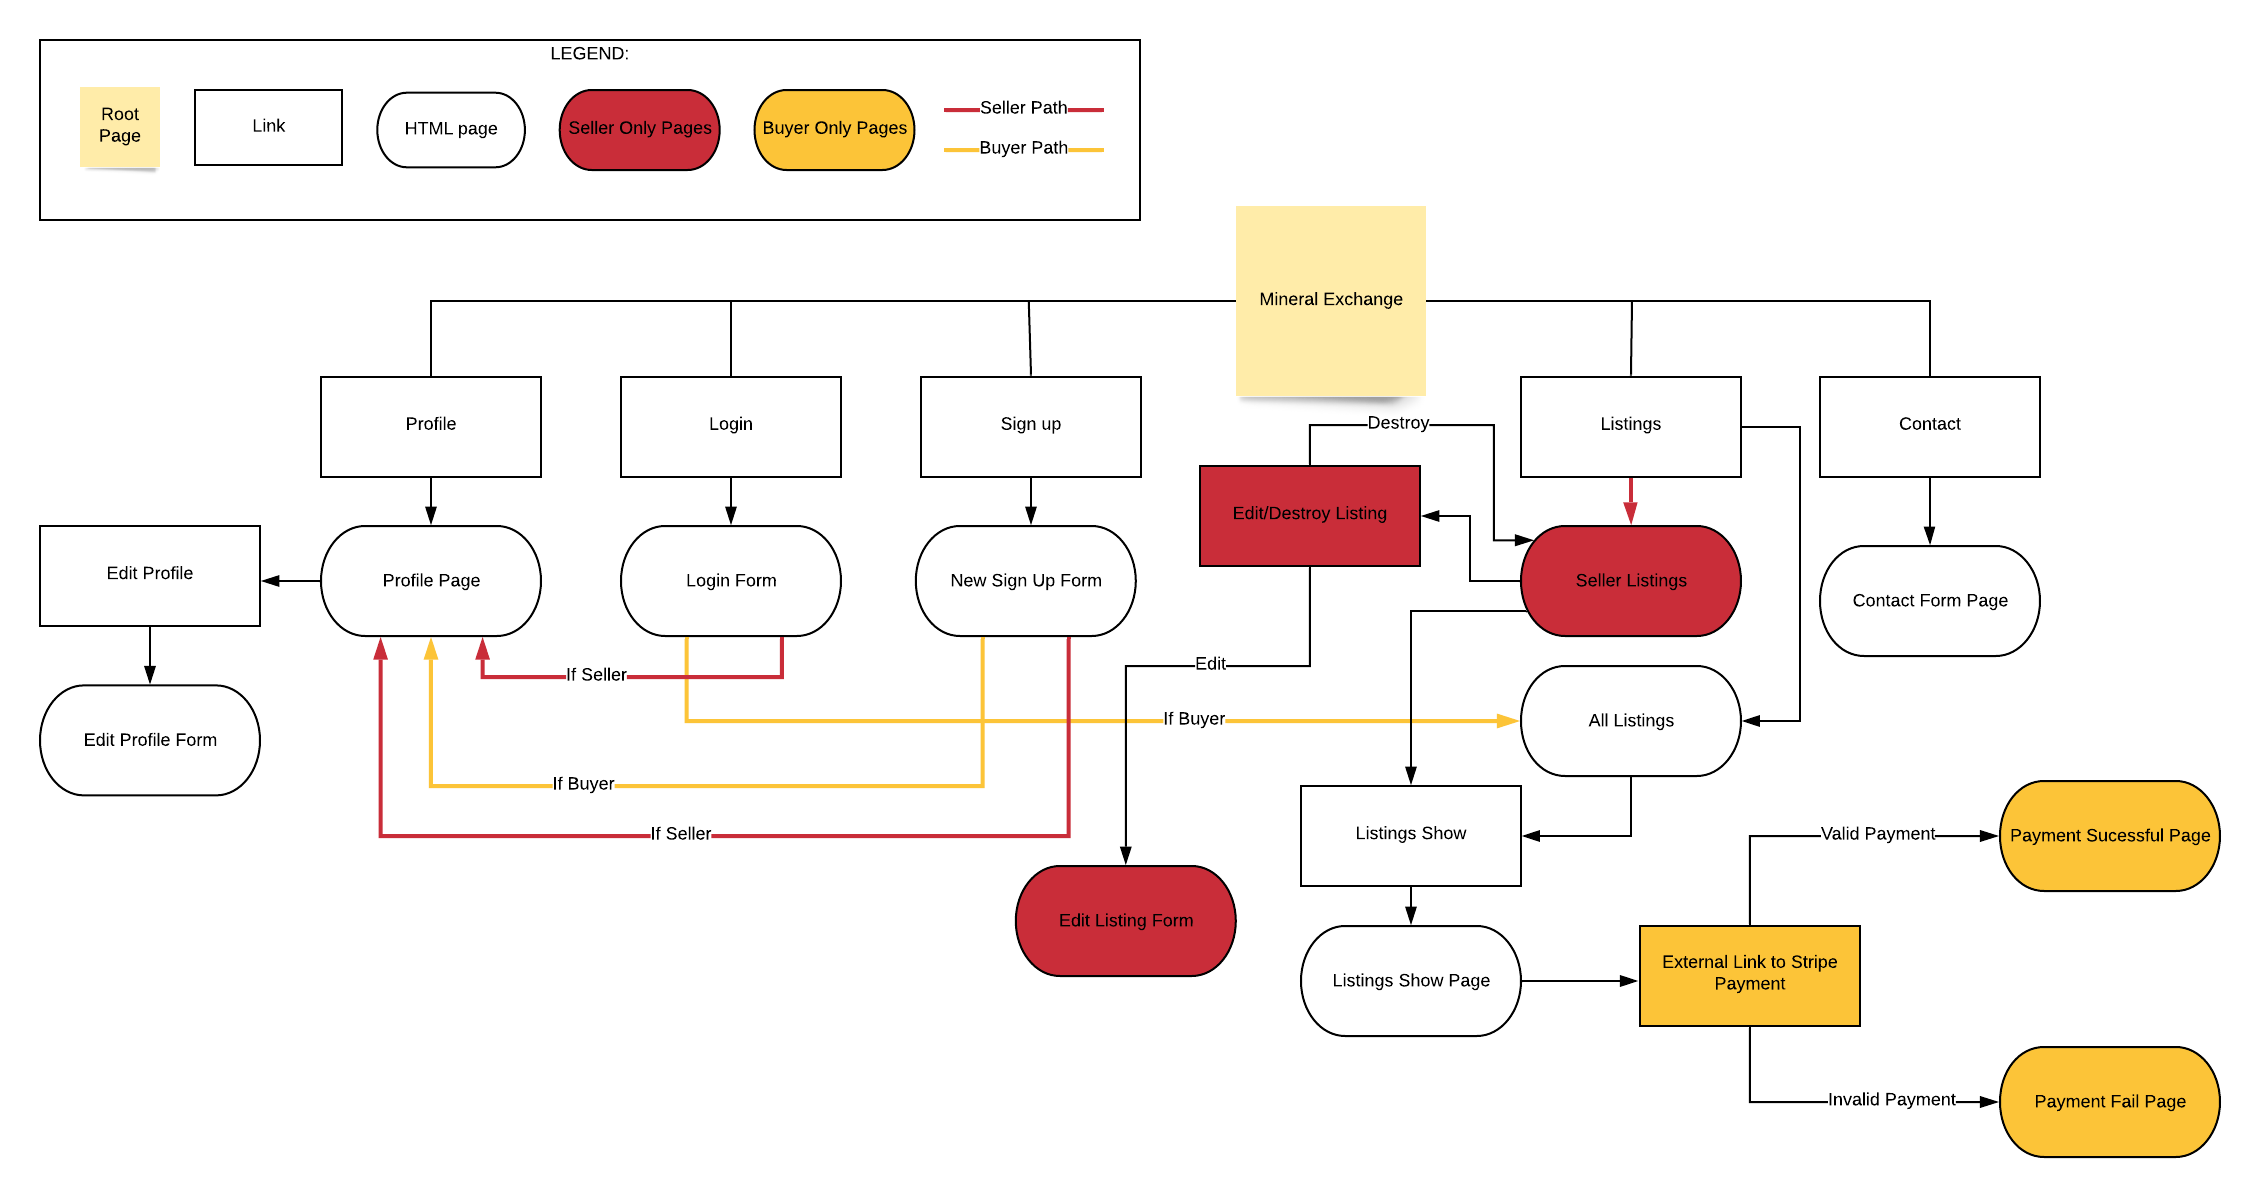 LEGEND:
Root
Page
Link
HTML page
Seller Only Pages
Buyer Only Pages
Seller Path
Buyer Path
Mineral Exchange
Profile
Login
Sign up
Destroy
Listings
Contact
Edit/Destroy Listing
Edit Profile
Profile Page
Login Form
New Sign Up Form
Seller Listings
Contact Form Page
If Seller
Edit
If Buyer
All Listings
Edit Profile Form
If Buyer
If Seller
Listings Show
Valid Payment
Payment Sucessful Page
Edit Listing Form
External Link to Stripe
Payment
Listings Show Page
Invalid Payment
Payment Fail Page